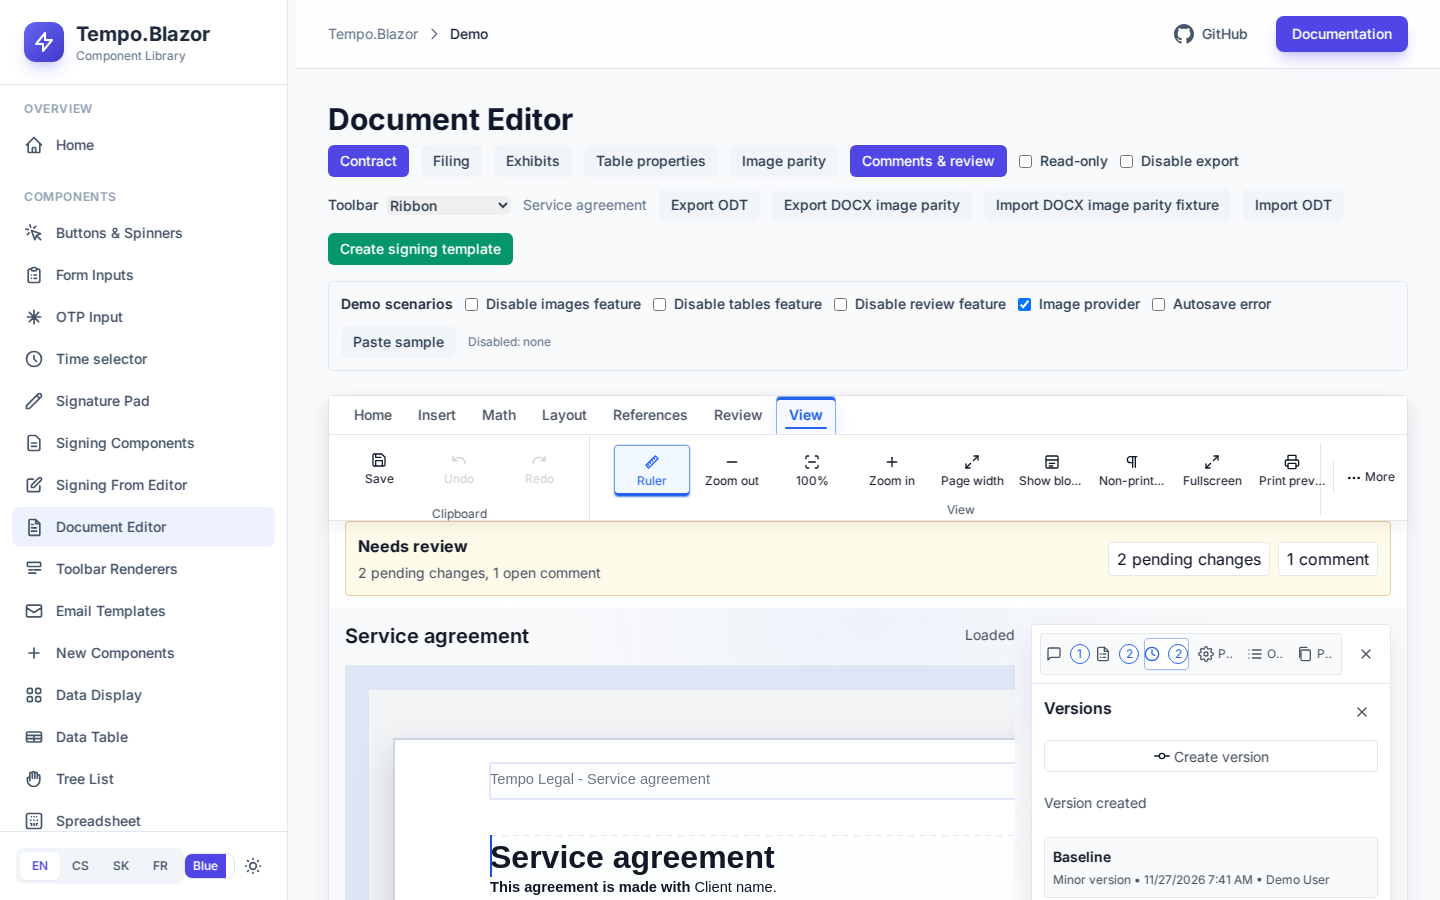 Tempo.Blazor
Component Library
OVERVIEW
Home
COMPONENTS
Buttons & Spinners
Form Inputs
OTP Input
Time selector
Signature Pad
Signing Components
Signing From Editor
Document Editor
Toolbar Renderers
Email Templates
New Components
Data Display
Data Table
Tree List
Spreadsheet
EN CS SK FR Blue
Tempo.Blazor Demo
GitHub Documentation
Document Editor
Contract Filing Exhibits Table properties Image parity Comments & review Read-only Disable export
Toolbar Ribbon Service agreement Export ODT Export DOCX image parity Import DOCX image parity fixture Import ODT
Create signing template
Demo scenarios Disable images feature Disable tables feature Disable review feature Image provider Autosave error
Paste sample Disabled: none
Home Insert Math Layout References Review View
Save Undo Redo Ruler Zoom out 100% Zoom in Page width Show blo... Non-print... Fullscreen Print prev... More
Clipboard View
Needs review
2 pending changes, 1 open comment
2 pending changes 1 comment
Service agreement Loaded
Tempo Legal - Service agreement
Service agreement
This agreement is made with Client name.
1 2 2 P.. O.. P..
Versions
Create version
Version created
Baseline
Minor version • 11/27/2026 7:41 AM • Demo User